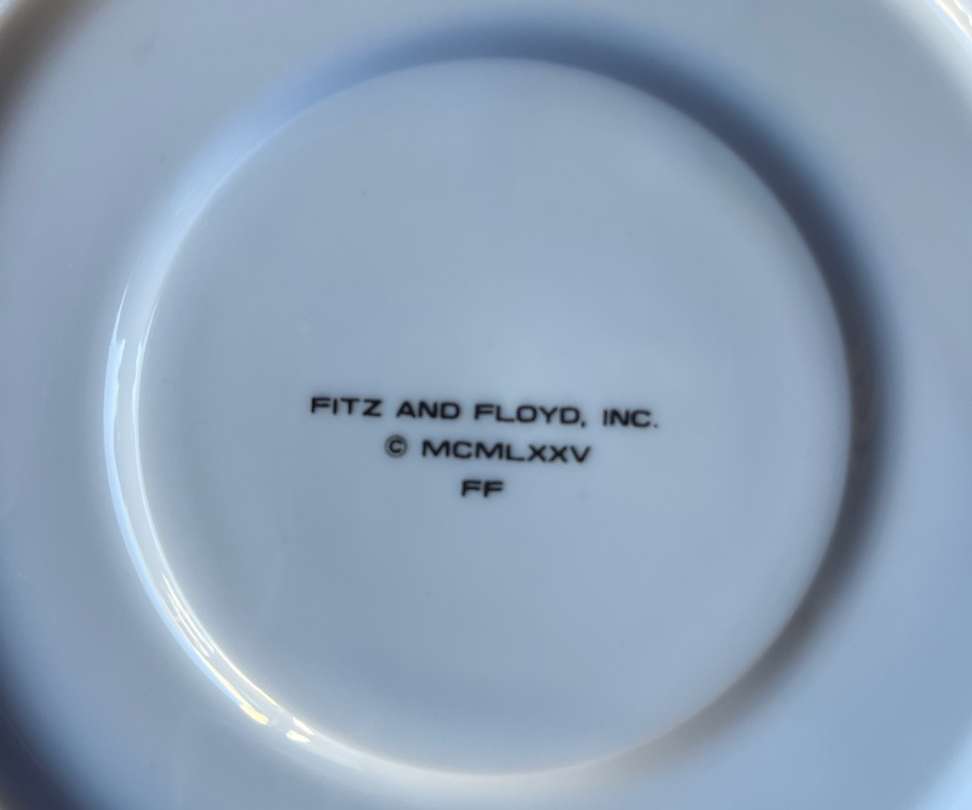 FITZ AND FLOYD, INC.
© MCMLXXV
FF